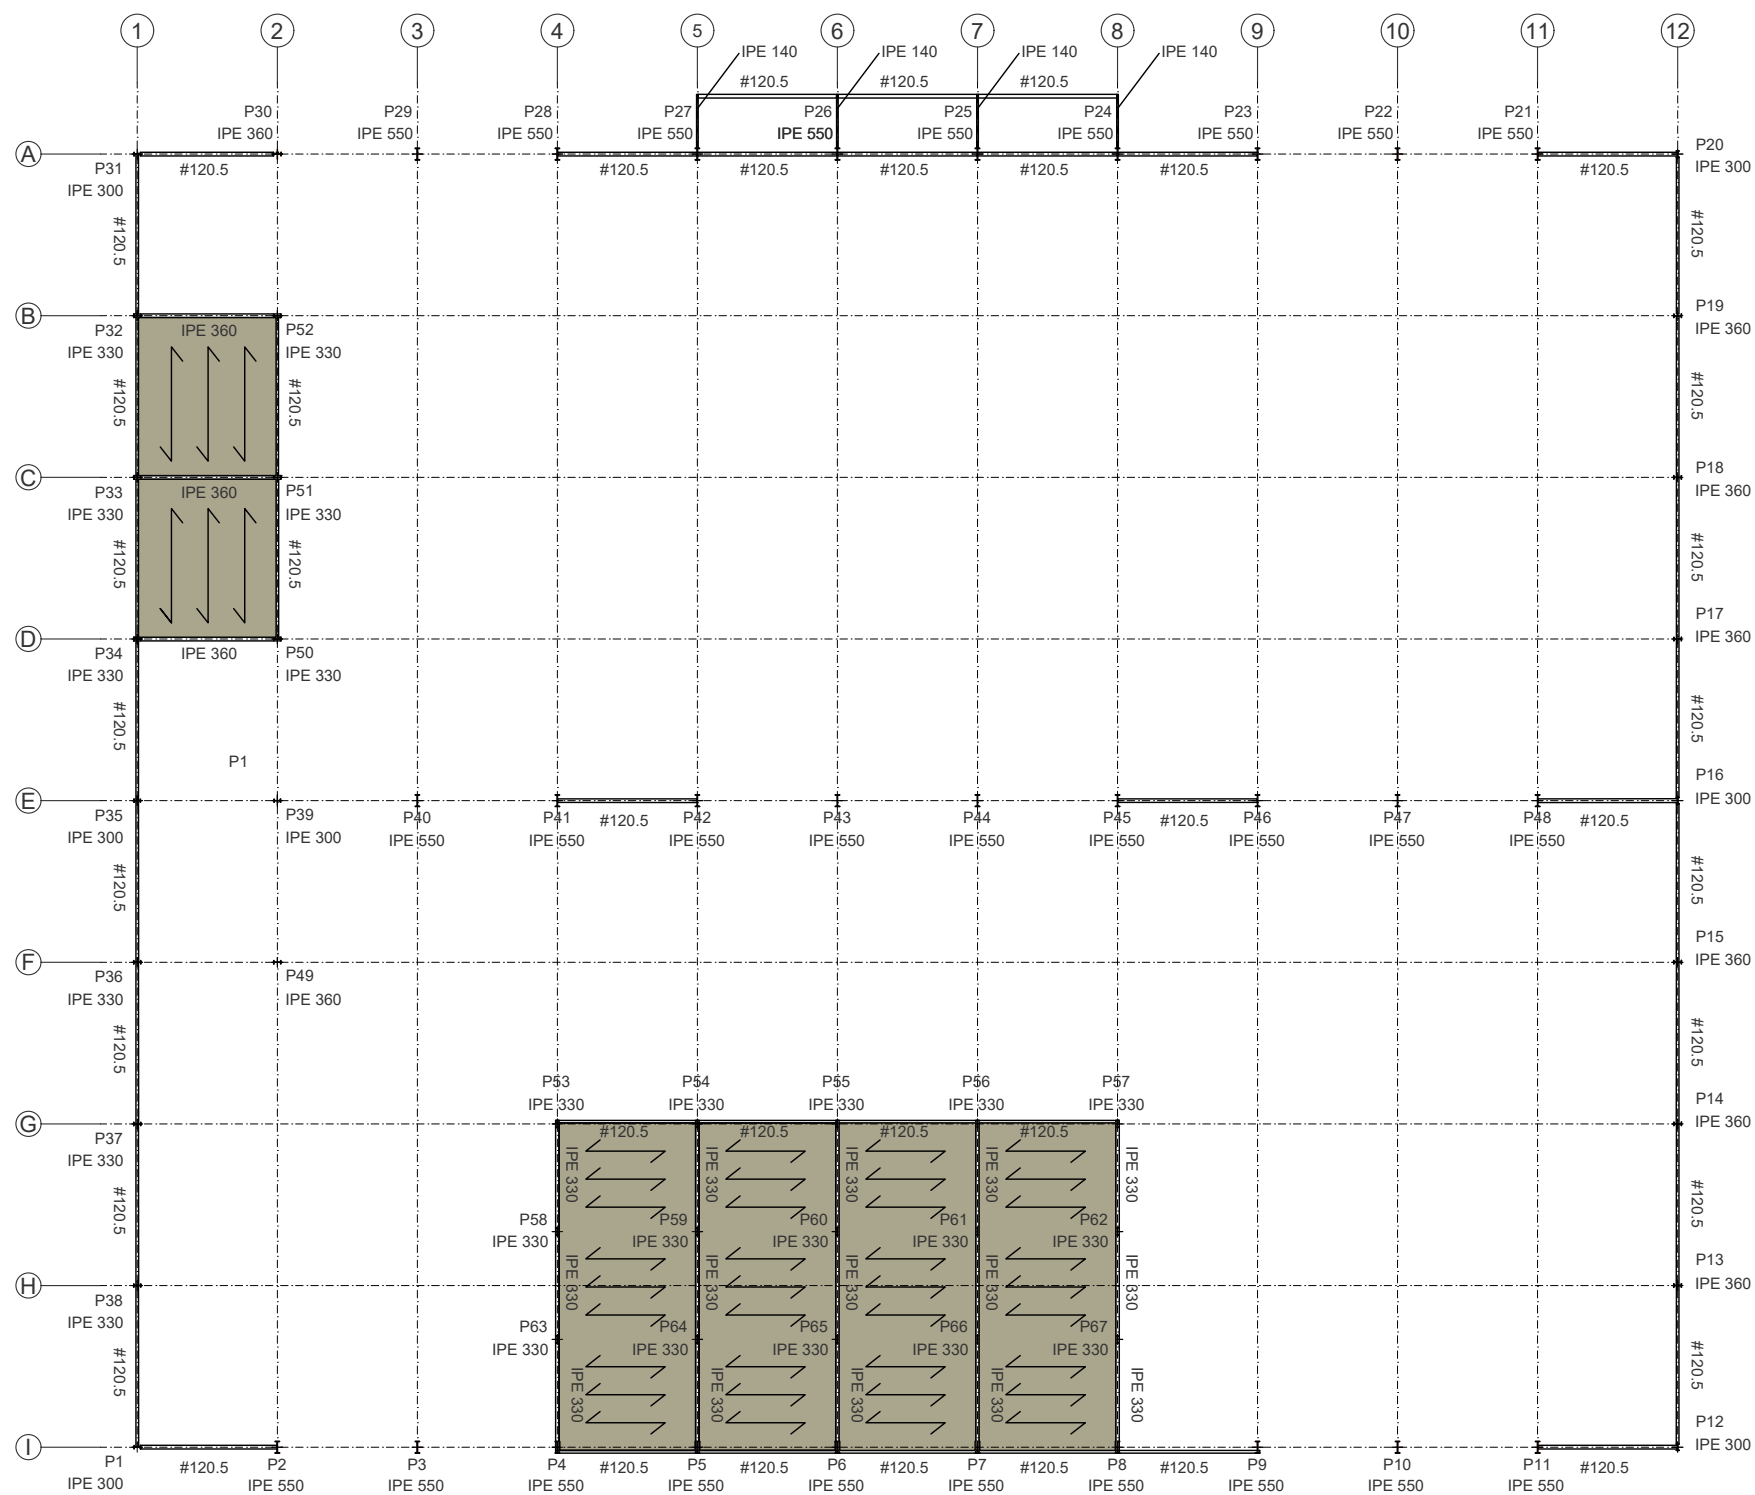 1 2 3 4 5 6 7 8 9 10 11 12
IPE 140 IPE 140 IPE 140 IPE 140
#120.5 #120.5 #120.5
P30 P29 P28 P27 P26 P25 P24 P23 P22 P21
IPE 360 IPE 550 IPE 550 IPE 550 IPE 550 IPE 550 IPE 550 IPE 550 IPE 550 IPE 550
A
P20
IPE 300
P31 #120.5 #120.5 #120.5 #120.5 #120.5 #120.5 #120.5
IPE 300
#120.5 #120.5
B
P19
IPE 360
P32 IPE 360 P52
IPE 330 IPE 330
#120.5 #120.5 #120.5
C
P18
IPE 360
P33 IPE 360 P51
IPE 330 IPE 330
#120.5 #120.5 #120.5
D
P17
IPE 360
P34 IPE 360 P50
IPE 330 IPE 330
#120.5 #120.5
P1
E
P16
IPE 300
P35 P39 P40 P41 #120.5 P42 P43 P44 P45 #120.5 P46 P47 P48 #120.5
IPE 300 IPE 300 IPE 550 IPE 550 IPE 550 IPE 550 IPE 550 IPE 550 IPE 550 IPE 550 IPE 550
#120.5 #120.5
F
P15
IPE 360
P36 P49
IPE 330 IPE 360
#120.5 #120.5
P53 P54 P55 P56 P57
IPE 330 IPE 330 IPE 330 IPE 330 IPE 330
G
P14
IPE 360
P37 #120.5 #120.5 #120.5 #120.5
IPE 330
#120.5 IPE 330 IPE 330 IPE 330 IPE 330 IPE 330 #120.5
P58 P59 P60 P61 P62
IPE 330 IPE 330 IPE 330 IPE 330 IPE 330
H
P13
IPE 360
IPE 330 IPE 330 IPE 330 IPE 330 IPE 330
P38
IPE 330
P63 P64 P65 P66 P67
IPE 330 IPE 330 IPE 330 IPE 330 IPE 330
#120.5 IPE 330 IPE 330 IPE 330 IPE 330 IPE 330 #120.5
I
P12
IPE 300
P1 #120.5 P2 P3 P4 #120.5 P5 #120.5 P6 #120.5 P7 #120.5 P8 #120.5 P9 P10 P11 #120.5
IPE 300 IPE 550 IPE 550 IPE 550 IPE 550 IPE 550 IPE 550 IPE 550 IPE 550 IPE 550 IPE 550